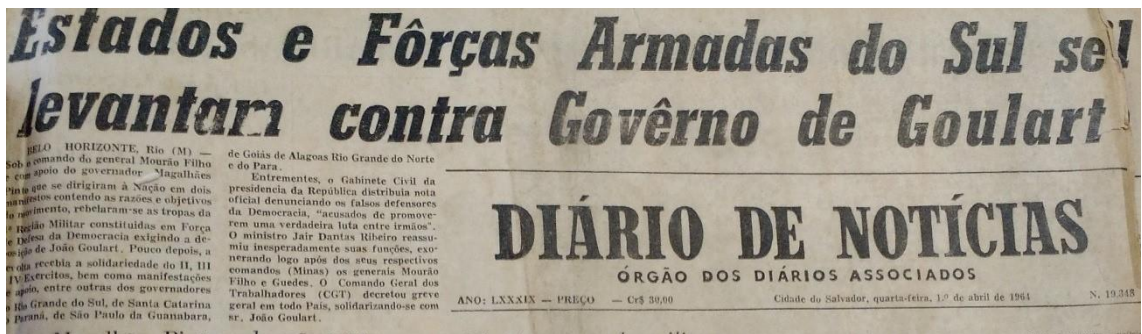 Estados e Fôrças Armadas do Sul se
levantam contra Govêrno de Goulart
BELO HORIZONTE, Rio (M) —
Sob o comando do general Mourão Filho
e com apoio do governador Magalhães
Pinto que se dirigiram à Nação em dois
manifestos contendo as razões e objetivos
do movimento, rebelaram-se as tropas da
Região Militar constituidas em Fôrça
e Defesa da Democracia exigindo a de-
posição de João Goulart. Pouco depois, a
revolta recebia a solidariedade do II, III
IV Exercitos, bem como manifestações
e apoio, entre outras dos governadores
o Rio Grande do Sul, de Santa Catarina
Paraná, de São Paulo da Guanabara,
de Goiás de Alagoas Rio Grande do Norte
e do Para.
Entrementes, o Gabinete Civil da
presidencia da República distribuia nota
oficial denunciando os falsos defensores
da Democracia, "acusados de promove-
rem uma verdadeira luta entre irmãos".
O ministro Jair Dantas Ribeiro reassu-
miu inesperadamente suas funções, exo-
nerando logo após dos seus respectivos
comandos (Minas) os generais Mourão
Filho e Guedes. O Comando Geral dos
Trabalhadores (CGT) decretou greve
geral em todo País, solidarizando-se com
sr. João Goulart.
DIÁRIO DE NOTÍCIAS
ÓRGÃO DOS DIÁRIOS ASSOCIADOS
ANO: LXXXIX — PREÇO — Cr$ 30,00 Cidade do Salvador, quarta-feira, 1.º de abril de 1964 N. 19.348